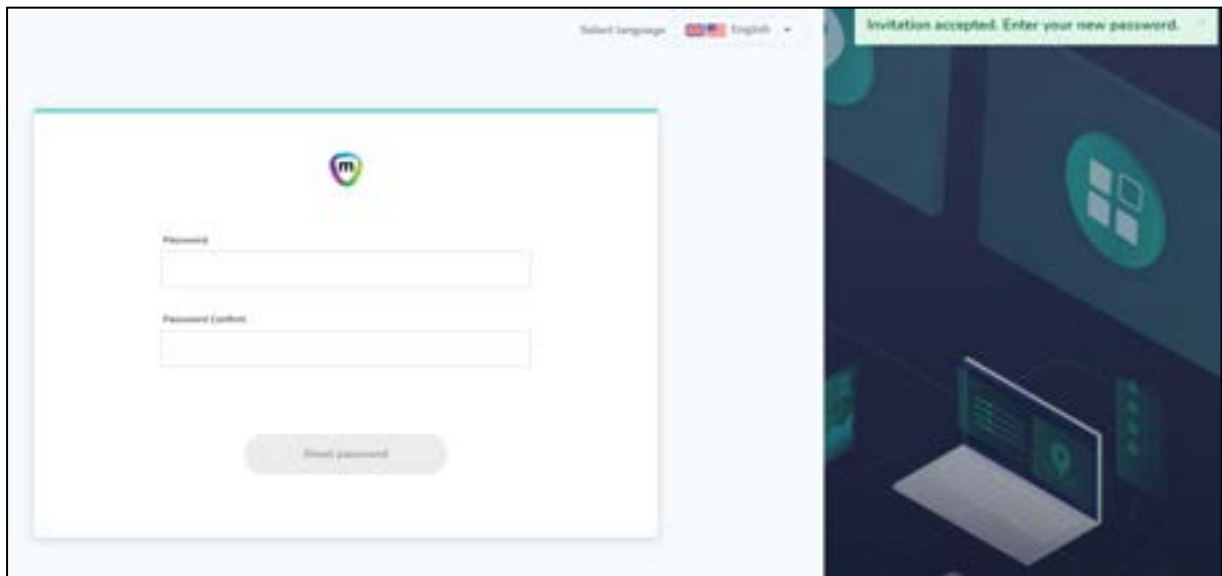 Select language English
Invitation accepted. Enter your new password.
m
Password
Password Confirm
Reset password